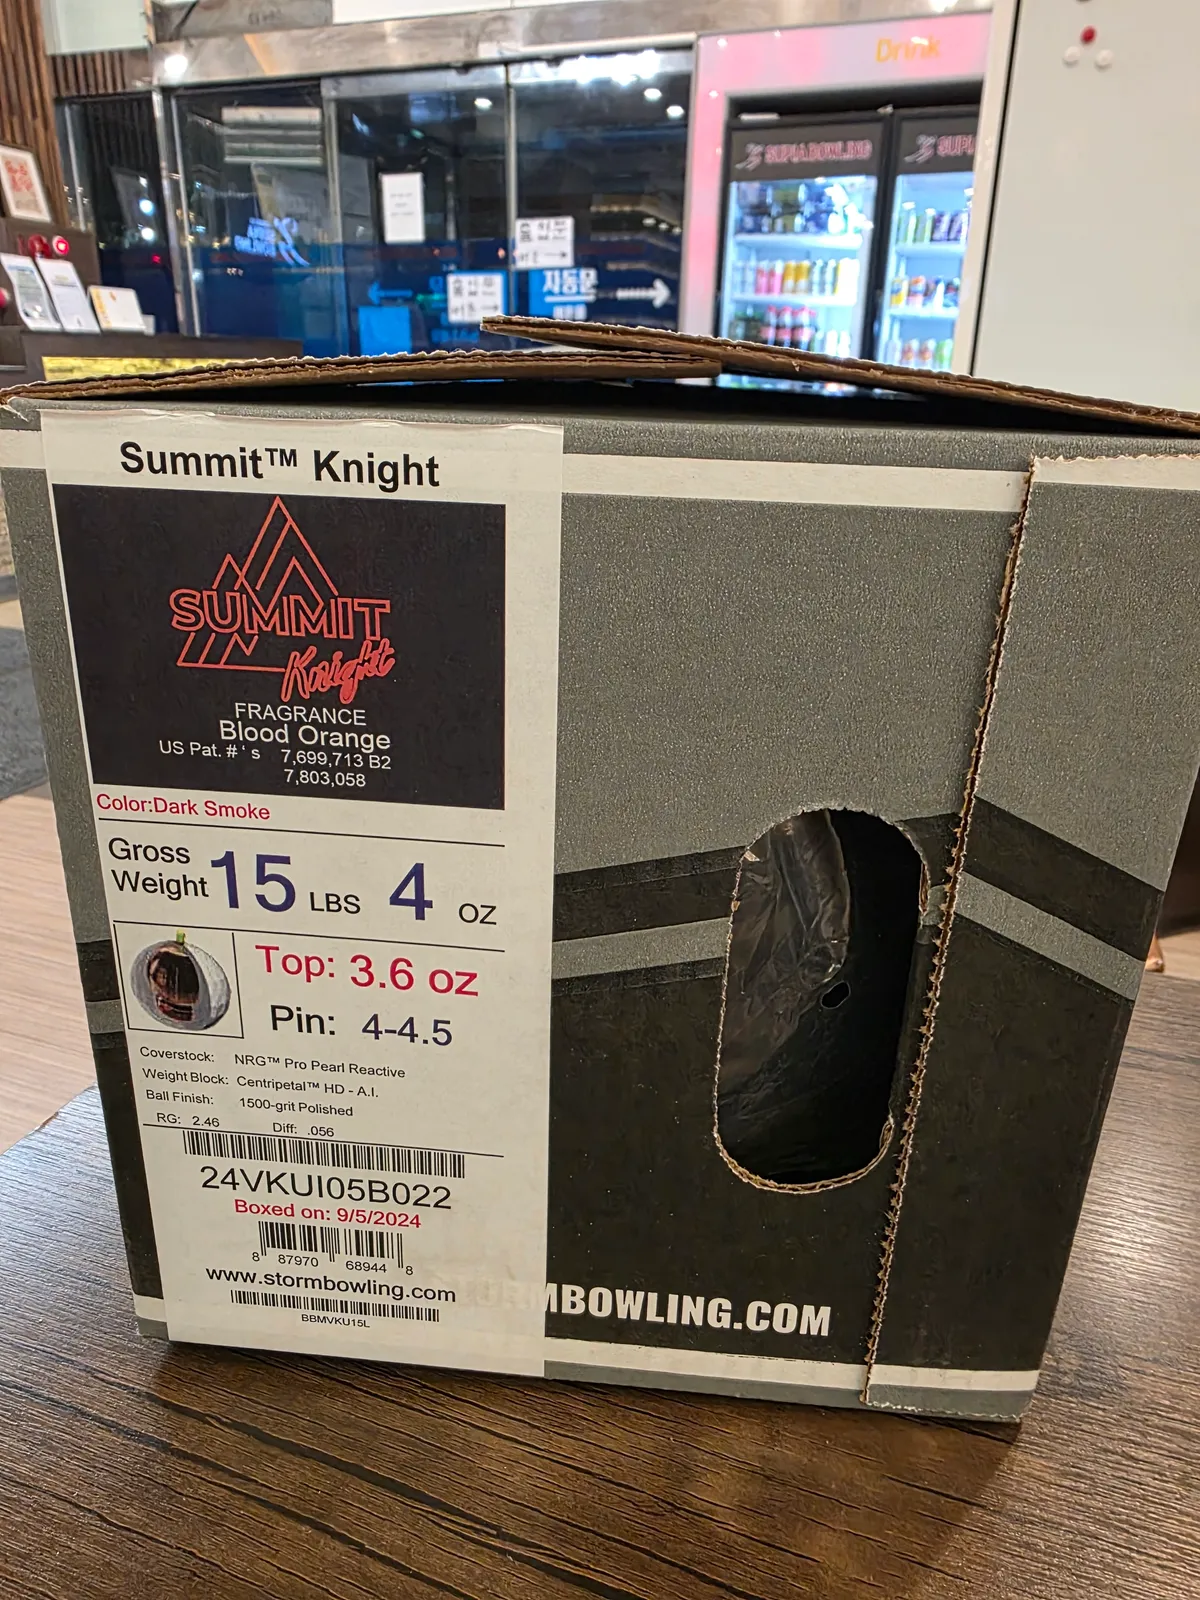 Drink
SUPIA BOWLING
SUPI
자동문
Summit™ Knight
SUMMIT
Knight
FRAGRANCE
Blood Orange
US Pat. #'s 7,699,713 B2
7,803,058
Color:Dark Smoke
Gross Weight 15 LBS 4 oz
Top: 3.6 oz
Pin: 4-4.5
Coverstock: NRG™ Pro Pearl Reactive
Weight Block: Centripetal™ HD - A.I.
Ball Finish: 1500-grit Polished
RG: 2.46 Diff: .056
24VKUI05B022
Boxed on: 9/5/2024
8 87970 68944 8
www.stormbowling.com
BBMVKU15L
MBOWLING.COM